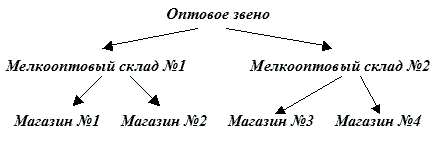 Оптовое звено
Мелкооптовый склад №1 Мелкооптовый склад №2
Магазин №1 Магазин №2 Магазин №3 Магазин №4